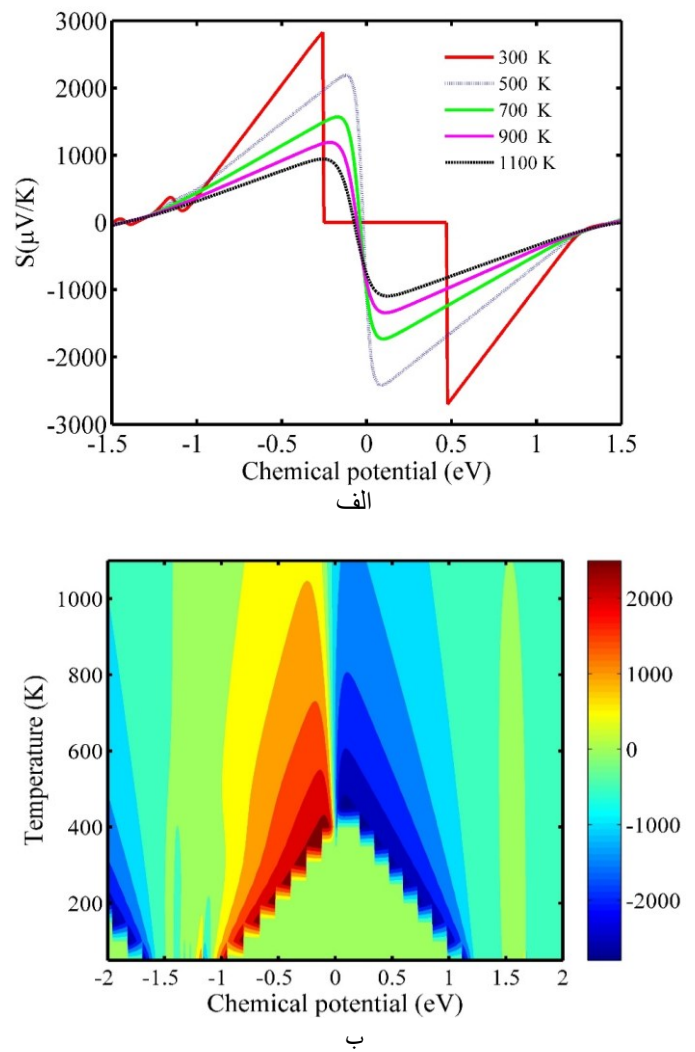 3000
2000
1000
0
-1000
-2000
-3000
S(µV/K)
300 K
500 K
700 K
900 K
1100 K
-1.5 -1 -0.5 0 0.5 1 1.5
Chemical potential (eV)
الف
1000
800
600
400
200
Temperature (K)
2000
1000
0
-1000
-2000
-2 -1.5 -1 -0.5 0 0.5 1 1.5 2
Chemical potential (eV)
ب